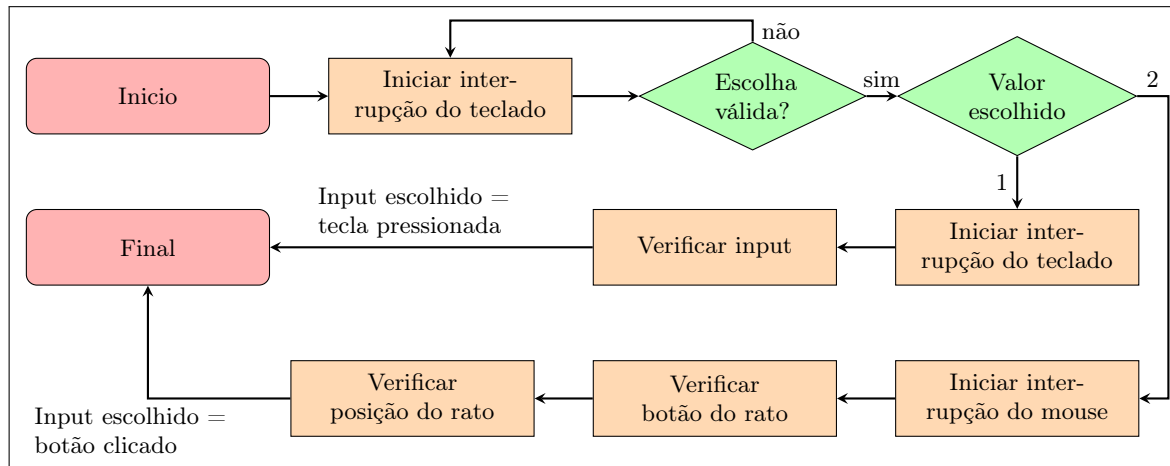 não
Inicio
Iniciar inter-
rupção do teclado
Escolha
válida?
sim
Valor
escolhido
2
1
Input escolhido =
tecla pressionada
Final
Verificar input
Iniciar inter-
rupção do teclado
Input escolhido =
botão clicado
Verificar
posição do rato
Verificar
botão do rato
Iniciar inter-
rupção do mouse